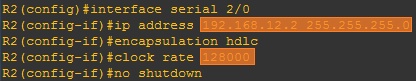 R2(config)#interface serial 2/0
R2(config-if)#ip address 192.168.12.2 255.255.255.0
R2(config-if)#encapsulation hdlc
R2(config-if)#clock rate 128000
R2(config-if)#no shutdown